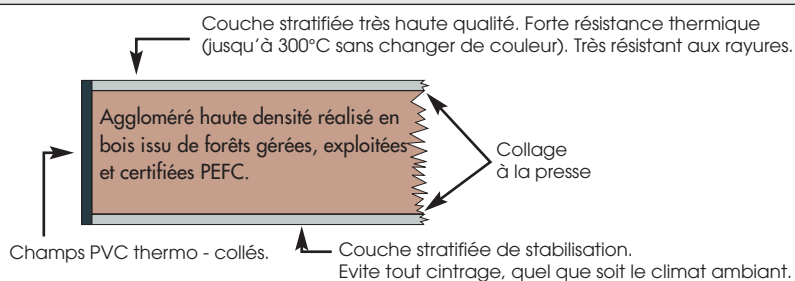 Couche stratifiée très haute qualité. Forte résistance thermique
(jusqu'à 300°C sans changer de couleur). Très résistant aux rayures.
Aggloméré haute densité réalisé en
bois issu de forêts gérées, exploitées
et certifiées PEFC.
Collage
à la presse
Champs PVC thermo - collés.
Couche stratifiée de stabilisation.
Evite tout cintrage, quel que soit le climat ambiant.